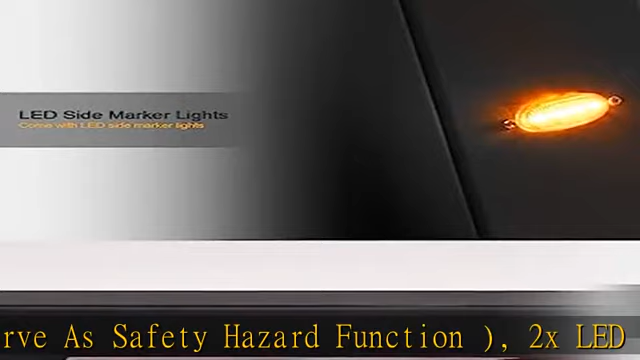 LED Side Marker Lights
Come with LED side marker lights
rve As Safety Hazard Function ), 2x LED